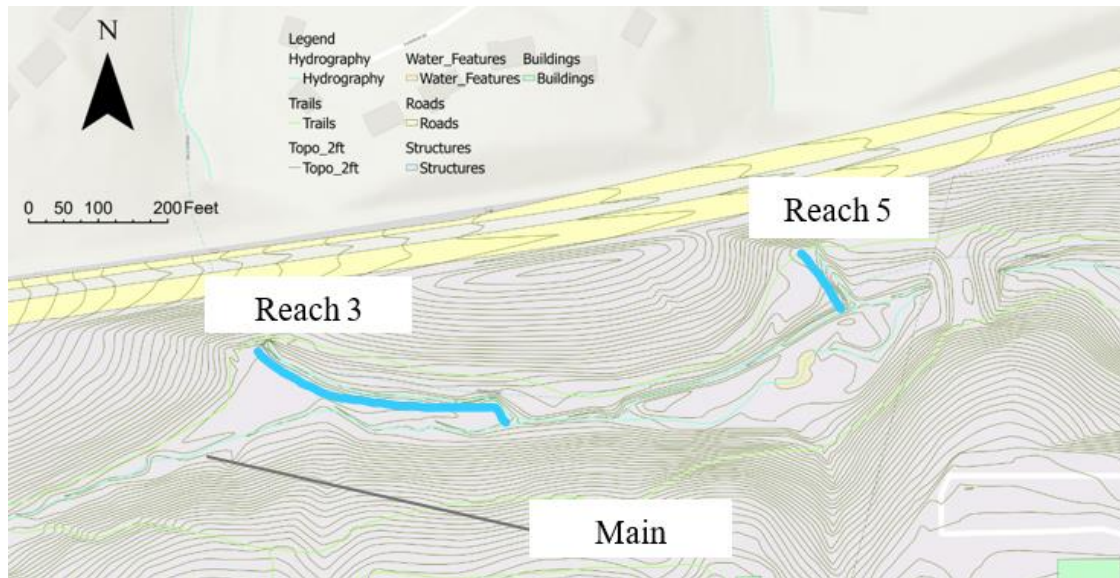 N
Legend
Hydrography Water_Features Buildings
Hydrography Water_Features Buildings
Trails Roads
Trails Roads
Topo_2ft Structures
Topo_2ft Structures
0 50 100 200 Feet
Reach 5
Reach 3
Main